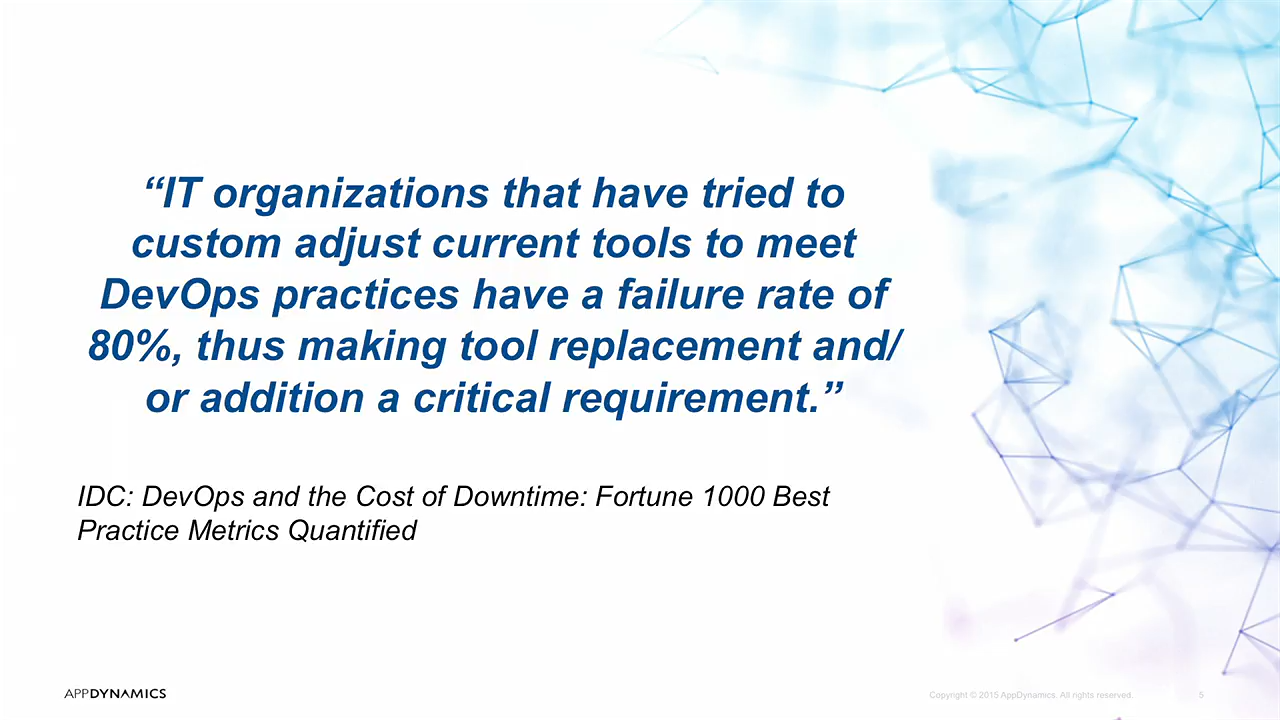 “IT organizations that have tried to
custom adjust current tools to meet
DevOps practices have a failure rate of
80%, thus making tool replacement and/
or addition a critical requirement.”
IDC: DevOps and the Cost of Downtime: Fortune 1000 Best
Practice Metrics Quantified
APPDYNAMICS
Copyright © 2015 AppDynamics. All rights reserved.
5